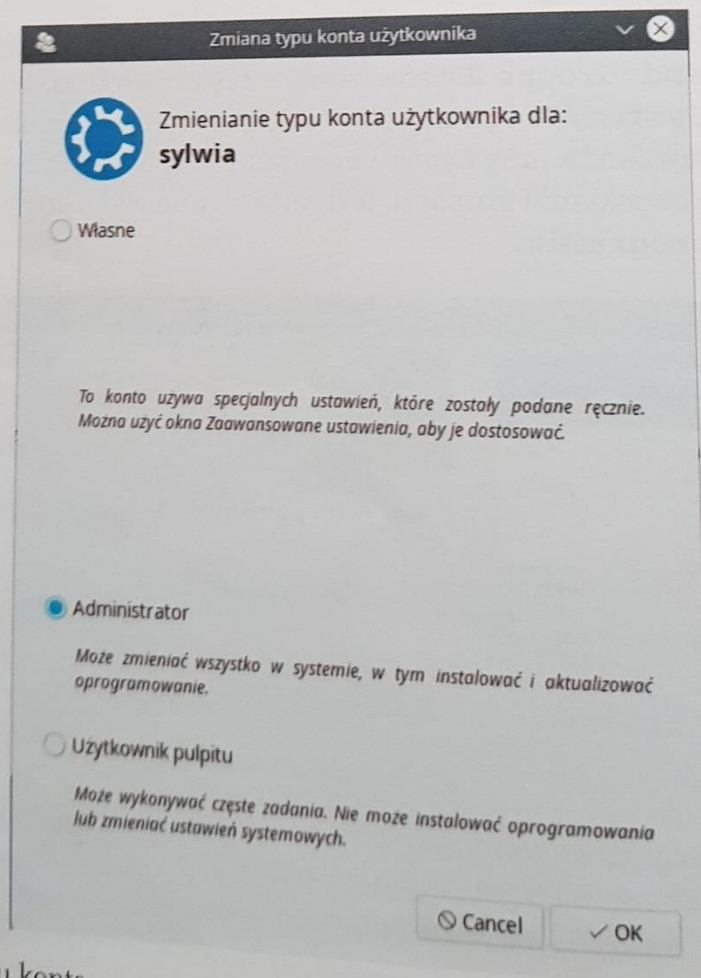 Zmiana typu konta użytkownika
Zmienianie typu konta użytkownika dla:
sylwia
Własne
To konto używa specjalnych ustawień, które zostały podane ręcznie.
Można użyć okna Zaawansowane ustawienia, aby je dostosować.
Administrator
Może zmieniać wszystko w systemie, w tym instalować i aktualizować
oprogramowanie.
Użytkownik pulpitu
Może wykonywać częste zadania. Nie może instalować oprogramowania
lub zmieniać ustawień systemowych.
Cancel OK